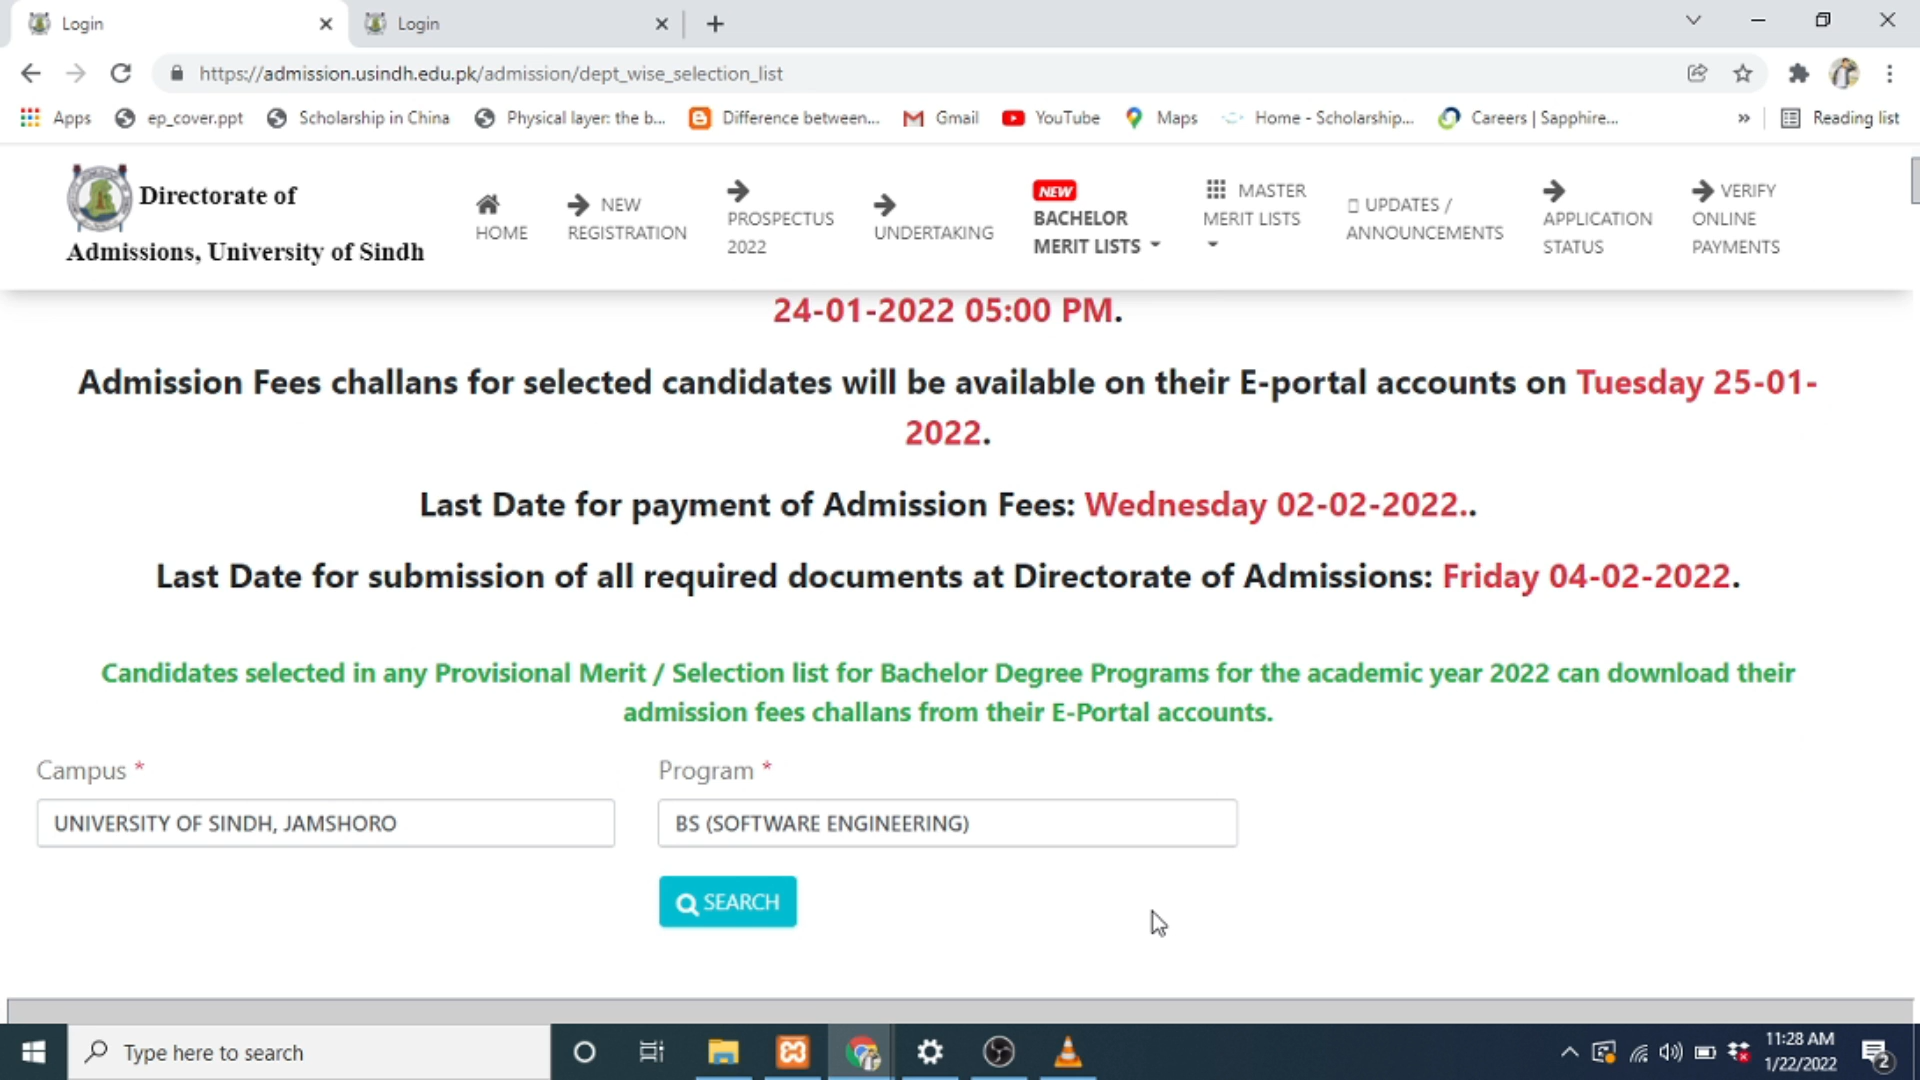 Login
Login
https://admission.usindh.edu.pk/admission/dept_wise_selection_list
Apps
ep_cover.ppt
Scholarship in China
Physical layer: the b...
Difference between...
Gmail
YouTube
Maps
Home - Scholarship...
Careers | Sapphire...
»
Reading list
Directorate of
Admissions, University of Sindh
HOME
NEW
REGISTRATION
PROSPECTUS
2022
UNDERTAKING
NEW
BACHELOR
MERIT LISTS
MASTER
MERIT LISTS
UPDATES /
ANNOUNCEMENTS
APPLICATION
STATUS
VERIFY
ONLINE
PAYMENTS
24-01-2022 05:00 PM.
Admission Fees challans for selected candidates will be available on their E-portal accounts on Tuesday 25-01-
2022.
Last Date for payment of Admission Fees: Wednesday 02-02-2022..
Last Date for submission of all required documents at Directorate of Admissions: Friday 04-02-2022.
Candidates selected in any Provisional Merit / Selection list for Bachelor Degree Programs for the academic year 2022 can download their
admission fees challans from their E-Portal accounts.
Campus *
Program *
UNIVERSITY OF SINDH, JAMSHORO
BS (SOFTWARE ENGINEERING)
SEARCH
Type here to search
11:28 AM
1/22/2022
2